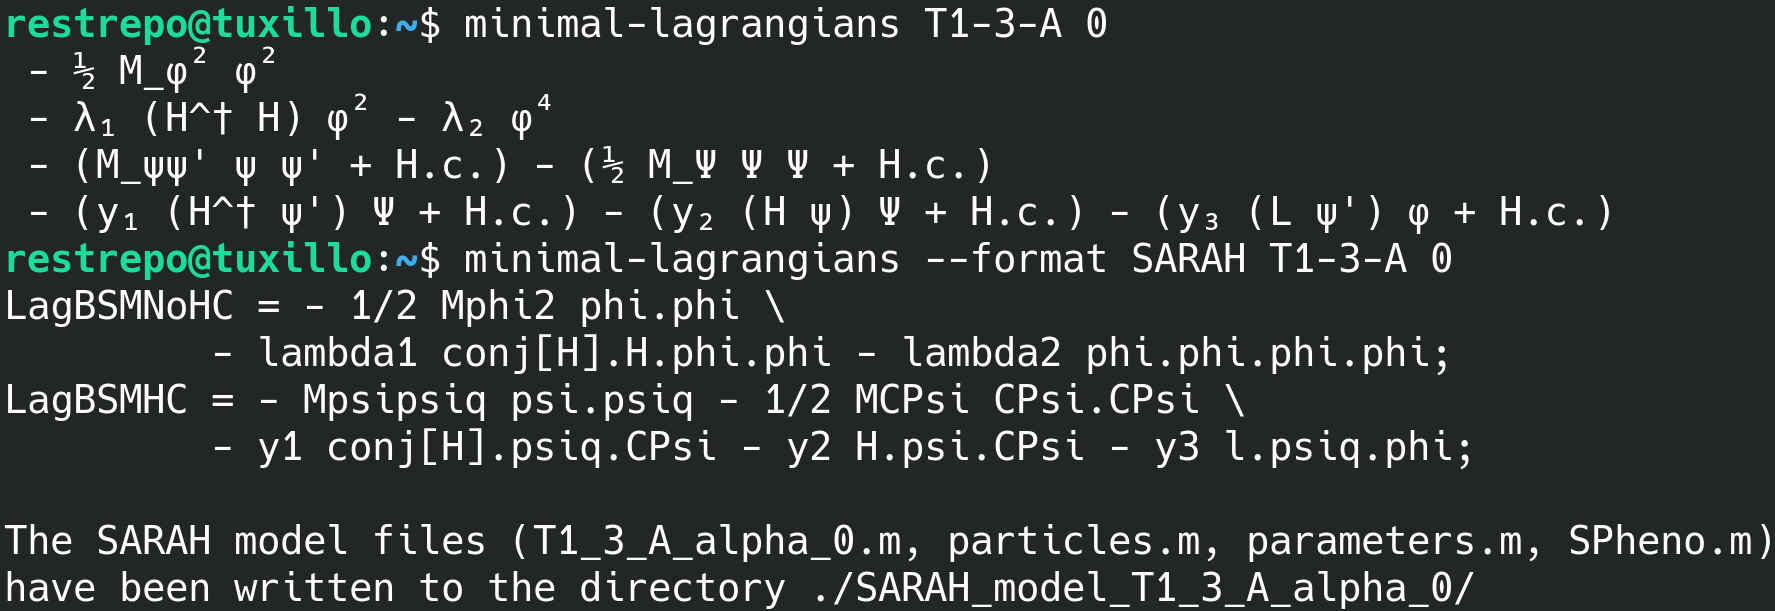 restrepo@tuxillo:~$ minimal-lagrangians T1-3-A 0
 - ½ M_φ² φ²
 - λ₁ (H^† H) φ² - λ₂ φ⁴
 - (M_ψψ' ψ ψ' + H.c.) - (½ M_Ψ Ψ Ψ + H.c.)
 - (y₁ (H^† ψ') Ψ + H.c.) - (y₂ (H ψ) Ψ + H.c.) - (y₃ (L ψ') φ + H.c.)
restrepo@tuxillo:~$ minimal-lagrangians --format SARAH T1-3-A 0
LagBSMNoHC = - 1/2 Mphi2 phi.phi \
         - lambda1 conj[H].H.phi.phi - lambda2 phi.phi.phi.phi;
LagBSMHC = - Mpsipsiq psi.psiq - 1/2 MCPsi CPsi.CPsi \
         - y1 conj[H].psiq.CPsi - y2 H.psi.CPsi - y3 l.psiq.phi;

The SARAH model files (T1_3_A_alpha_0.m, particles.m, parameters.m, SPheno.m)
have been written to the directory ./SARAH_model_T1_3_A_alpha_0/